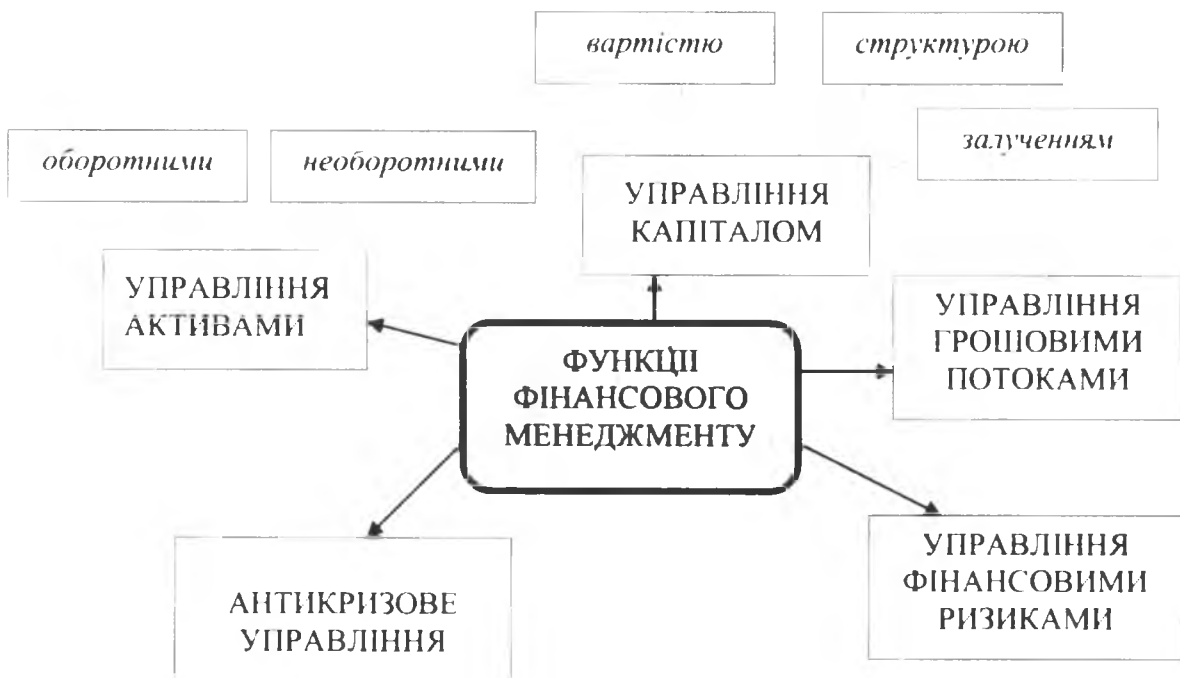 вартістю
структурою
оборотними
необоротними
залученням
УПРАВЛІННЯ
КАПІТАЛОМ
УПРАВЛІННЯ
АКТИВАМИ
УПРАВЛІННЯ
ГРОШОВИМИ
ПОТОКАМИ
ФУНКЦІЇ
ФІНАНСОВОГО
МЕНЕДЖМЕНТУ
АНТИКРИЗОВЕ
УПРАВЛІННЯ
УПРАВЛІННЯ
ФІНАНСОВИМИ
РИЗИКАМИ